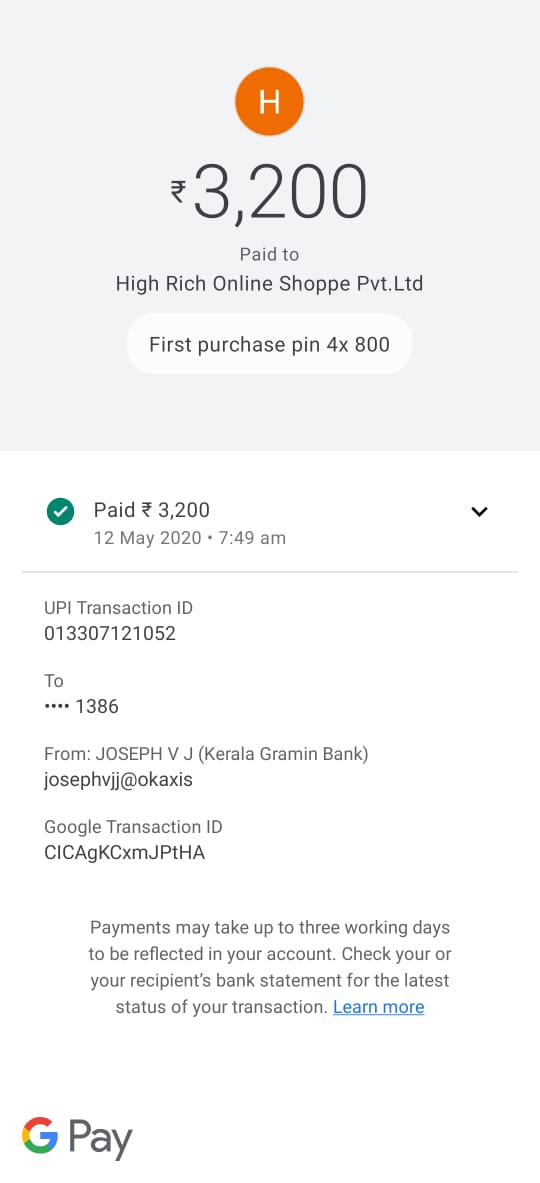 H
₹3,200
Paid to
High Rich Online Shoppe Pvt.Ltd
First purchase pin 4x 800
Paid ₹ 3,200
12 May 2020 • 7:49 am
UPI Transaction ID
013307121052
To
•••• 1386
From: JOSEPH V J (Kerala Gramin Bank)
josephvjj@okaxis
Google Transaction ID
CICAgKCxmJPtHA
Payments may take up to three working days
to be reflected in your account. Check your or
your recipient's bank statement for the latest
status of your transaction. Learn more
G Pay